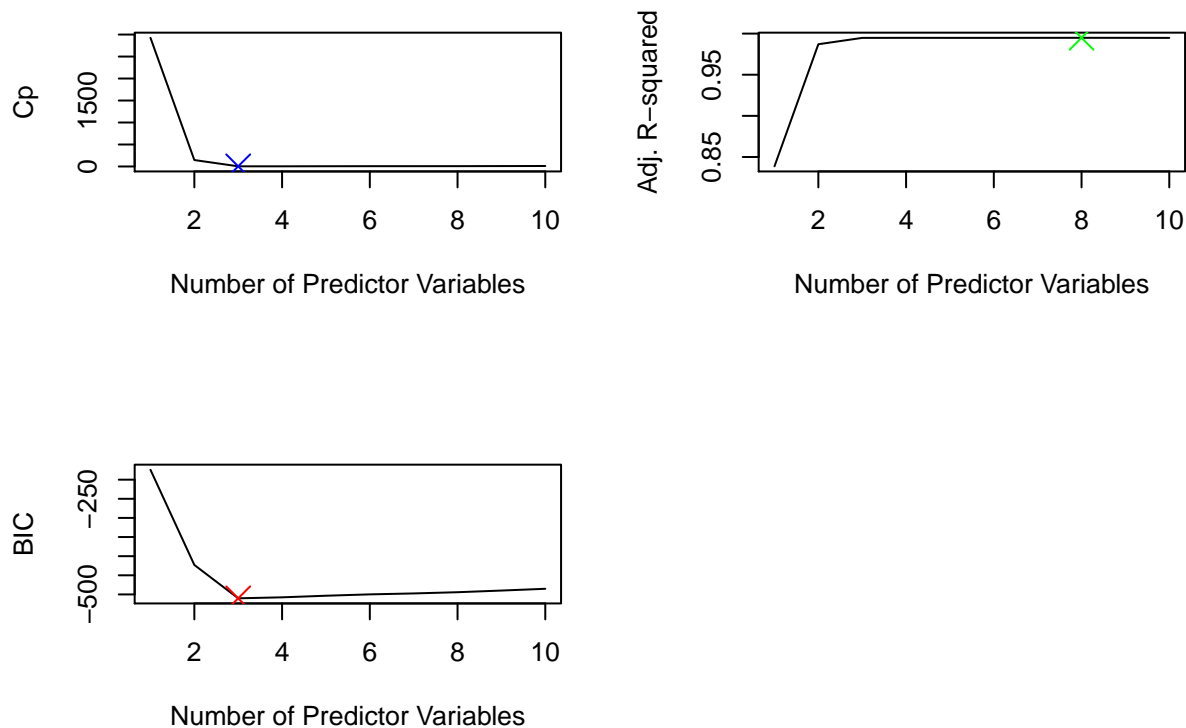 Cp
1500
0
2 4 6 8 10
Number of Predictor Variables
Adj. R−squared
0.95
0.85
2 4 6 8 10
Number of Predictor Variables
BIC
−250
−500
2 4 6 8 10
Number of Predictor Variables